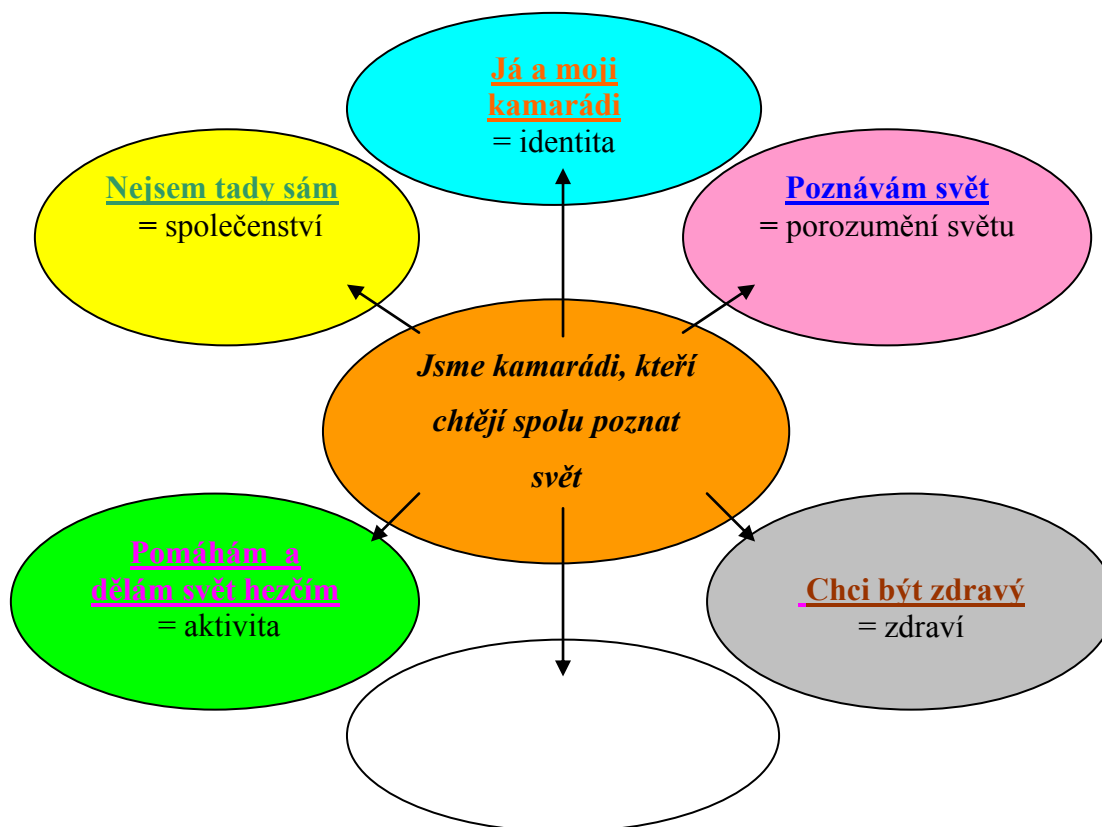 Já a moji
kamarádi
= identita
Nejsem tady sám
= společenství
Poznávám svět
= porozumění světu
Jsme kamarádi, kteří
chtějí spolu poznat
svět
Pomáhám a
dělám svět hezčím
= aktivita
Chci být zdravý
= zdraví